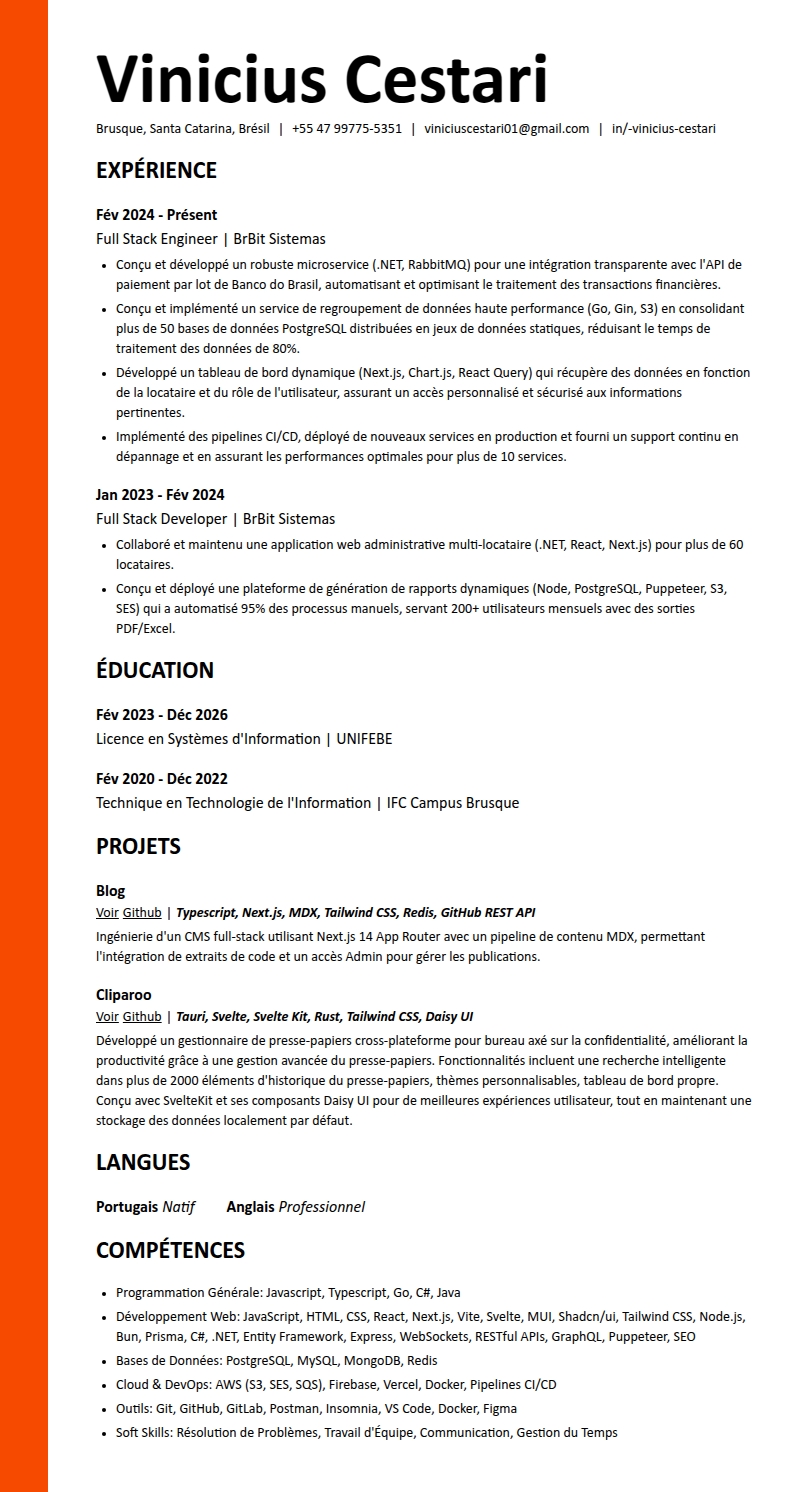 Vinicius Cestari
Brusque, Santa Catarina, Brésil | +55 47 99775-5351 | viniciuscestari01@gmail.com | in/-vinicius-cestari
EXPÉRIENCE
Fév 2024 - Présent
Full Stack Engineer | BrBit Sistemas
• Conçu et développé un robuste microservice (.NET, RabbitMQ) pour une intégration transparente avec l'API de
paiement par lot de Banco do Brasil, automatisant et optimisant le traitement des transactions financières.
• Conçu et implémenté un service de regroupement de données haute performance (Go, Gin, S3) en consolidant
plus de 50 bases de données PostgreSQL distribuées en jeux de données statiques, réduisant le temps de
traitement des données de 80%.
• Développé un tableau de bord dynamique (Next.js, Chart.js, React Query) qui récupère des données en fonction
de la locataire et du rôle de l'utilisateur, assurant un accès personnalisé et sécurisé aux informations
pertinentes.
• Implémenté des pipelines CI/CD, déployé de nouveaux services en production et fourni un support continu en
dépannage et en assurant les performances optimales pour plus de 10 services.
Jan 2023 - Fév 2024
Full Stack Developer | BrBit Sistemas
• Collaboré et maintenu une application web administrative multi-locataire (.NET, React, Next.js) pour plus de 60
locataires.
• Conçu et déployé une plateforme de génération de rapports dynamiques (Node, PostgreSQL, Puppeteer, S3,
SES) qui a automatisé 95% des processus manuels, servant 200+ utilisateurs mensuels avec des sorties
PDF/Excel.
ÉDUCATION
Fév 2023 - Déc 2026
Licence en Systèmes d'Information | UNIFEBE
Fév 2020 - Déc 2022
Technique en Technologie de l'Information | IFC Campus Brusque
PROJETS
Blog
Voir Github | Typescript, Next.js, MDX, Tailwind CSS, Redis, GitHub REST API
Ingénierie d'un CMS full-stack utilisant Next.js 14 App Router avec un pipeline de contenu MDX, permettant
l'intégration de extraits de code et un accès Admin pour gérer les publications.
Cliparoo
Voir Github | Tauri, Svelte, Svelte Kit, Rust, Tailwind CSS, Daisy UI
Développé un gestionnaire de presse-papiers cross-plateforme pour bureau axé sur la confidentialité, améliorant la
productivité grâce à une gestion avancée du presse-papiers. Fonctionnalités incluent une recherche intelligente
dans plus de 2000 éléments d'historique du presse-papiers, thèmes personnalisables, tableau de bord propre.
Conçu avec SvelteKit et ses composants Daisy UI pour de meilleures expériences utilisateur, tout en maintenant une
stockage des données localement par défaut.
LANGUES
Portugais Natif Anglais Professionnel
COMPÉTENCES
• Programmation Générale: Javascript, Typescript, Go, C#, Java
• Développement Web: JavaScript, HTML, CSS, React, Next.js, Vite, Svelte, MUI, Shadcn/ui, Tailwind CSS, Node.js,
Bun, Prisma, C#, .NET, Entity Framework, Express, WebSockets, RESTful APIs, GraphQL, Puppeteer, SEO
• Bases de Données: PostgreSQL, MySQL, MongoDB, Redis
• Cloud & DevOps: AWS (S3, SES, SQS), Firebase, Vercel, Docker, Pipelines CI/CD
• Outils: Git, GitHub, GitLab, Postman, Insomnia, VS Code, Docker, Figma
• Soft Skills: Résolution de Problèmes, Travail d'Équipe, Communication, Gestion du Temps